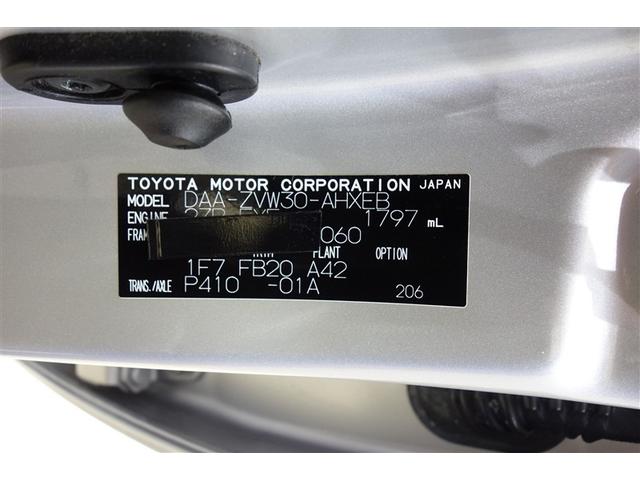 TOYOTA MOTOR CORPORATION JAPAN
MODEL DAA-ZVW30-AHXEB
ENGINE 1797 mL
060
PLANT OPTION
1F7 FB20 A42
TRANS./AXLE P410 -01A 206